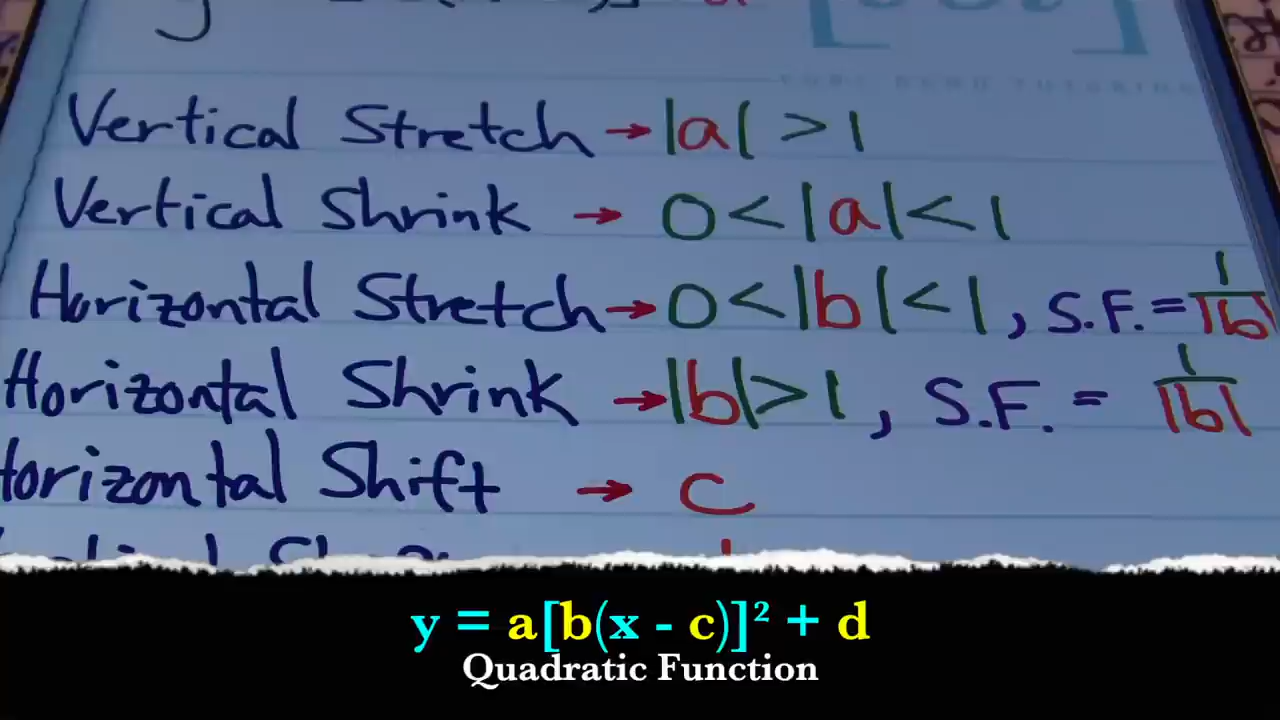 Vertical Stretch → |a| > 1
Vertical Shrink → 0 < |a| < 1
Horizontal Stretch → 0 < |b| < 1, S.F. = 1/|b|
Horizontal Shrink → |b| > 1, S.F. = 1/|b|
Horizontal Shift → c
y = a[b(x - c)]² + d
Quadratic Function